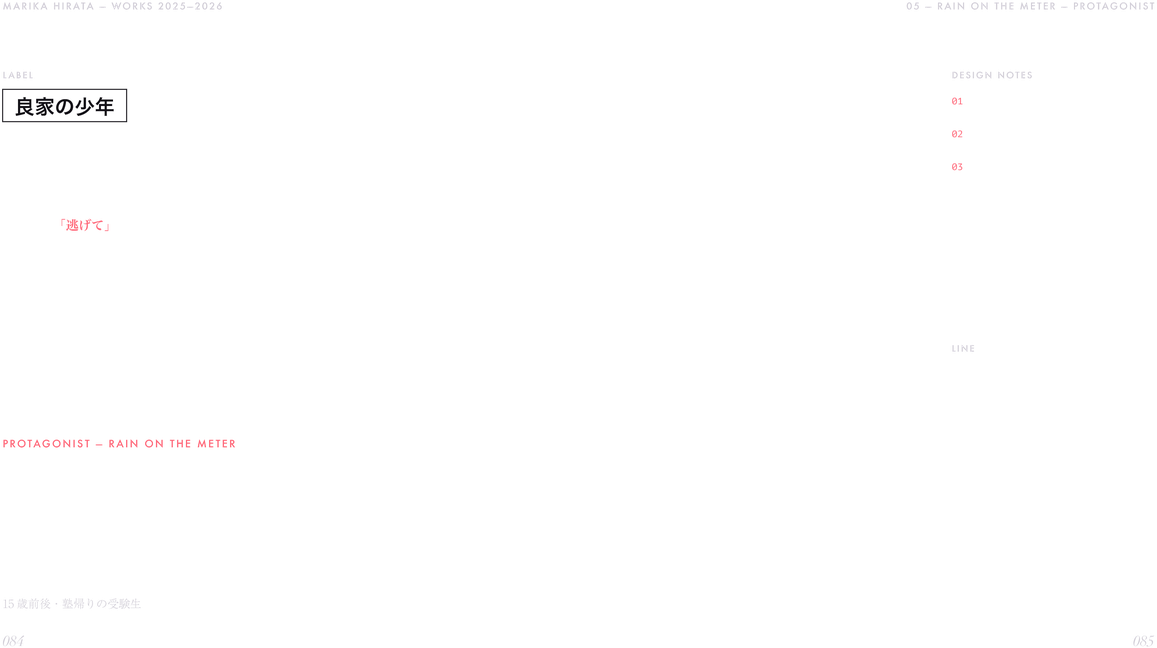 MARIKA HIRATA – WORKS 2025–2026
05 – RAIN ON THE METER – PROTAGONIST
LABEL
良家の少年
「逃げて」
PROTAGONIST – RAIN ON THE METER
15 歳前後・塾帰りの受験生
DESIGN NOTES
01
02
03
LINE
084
085